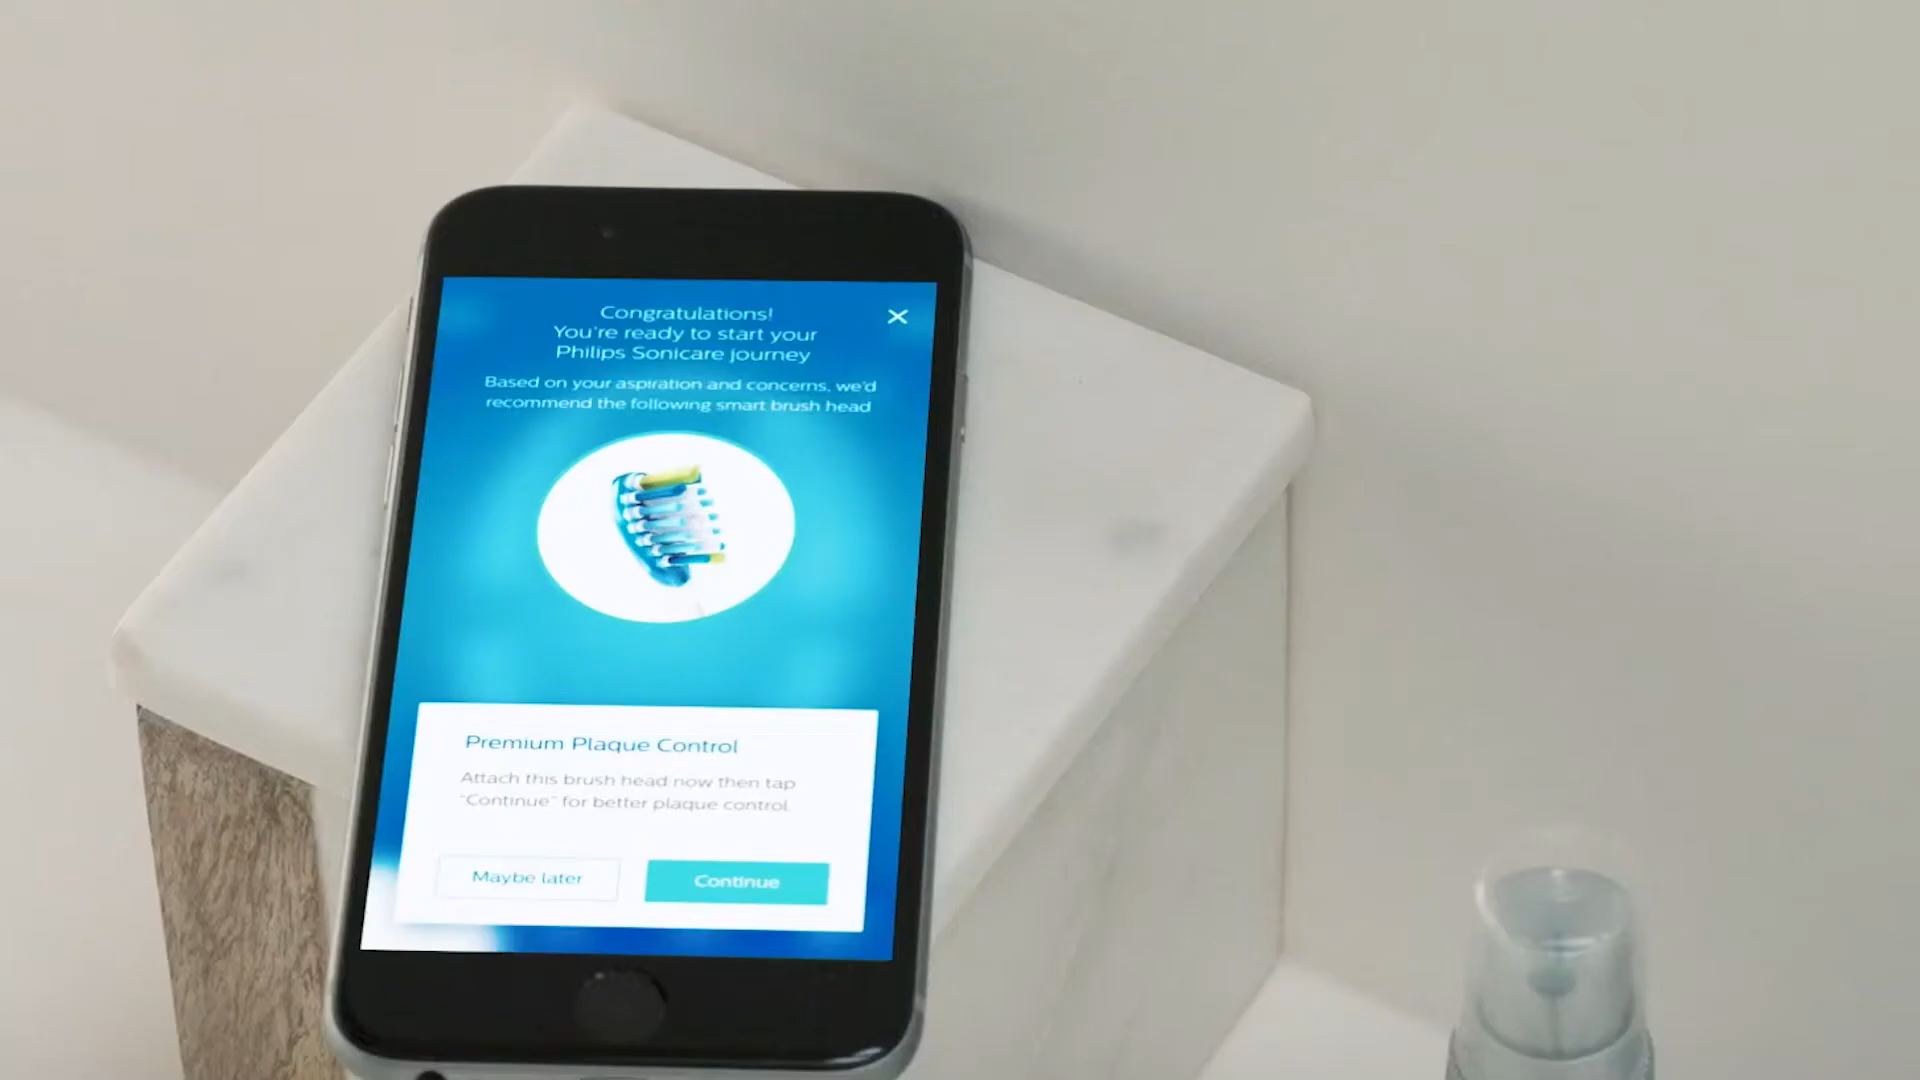 Congratulations!
You're ready to start your
Philips Sonicare journey
Based on your aspiration and concerns, we'd
recommend the following smart brush head
Premium Plaque Control
Attach this brush head now then tap
"Continue" for better plaque control.
Maybe later
Continue